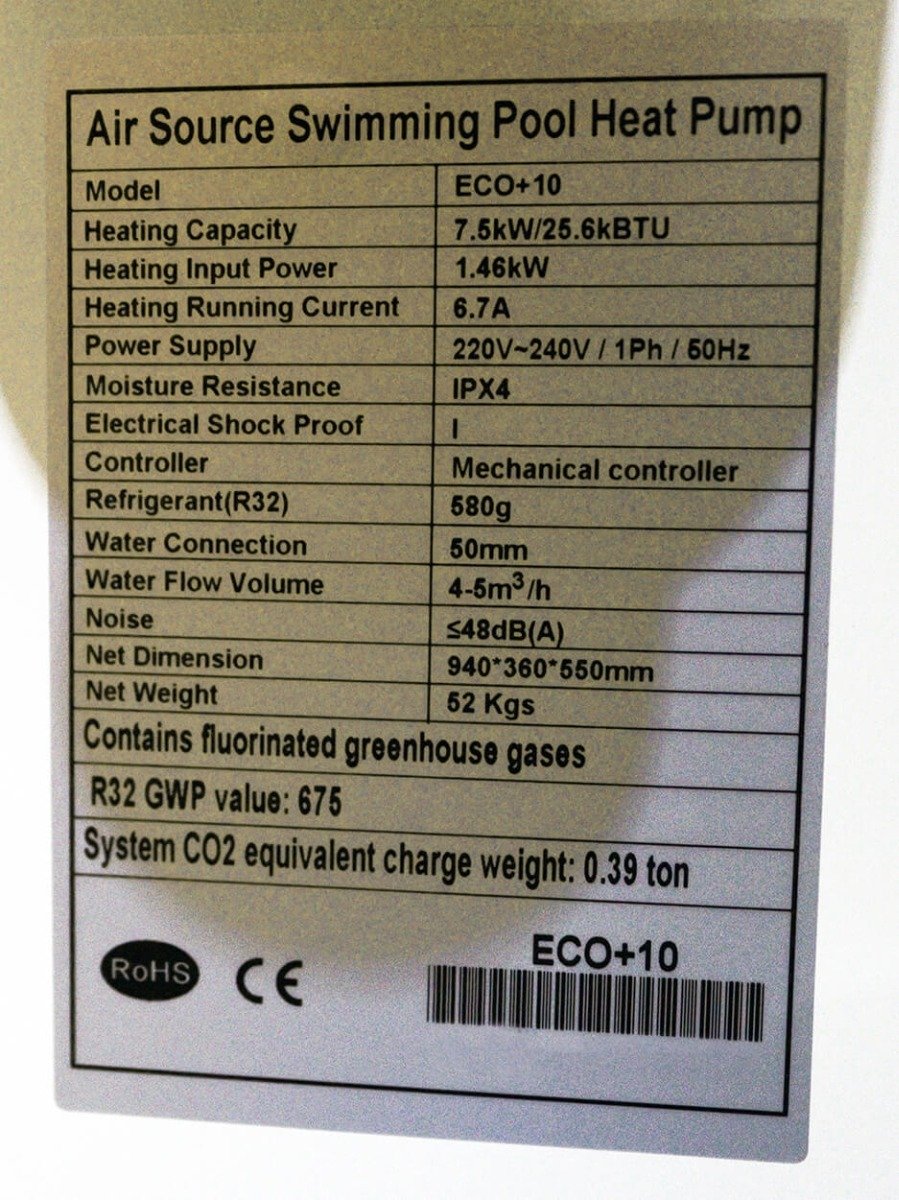 Air Source Swimming Pool Heat Pump
Model ECO+10
Heating Capacity 7.5kW/25.6kBTU
Heating Input Power 1.46kW
Heating Running Current 6.7A
Power Supply 220V~240V / 1Ph / 50Hz
Moisture Resistance IPX4
Electrical Shock Proof I
Controller Mechanical controller
Refrigerant(R32) 580g
Water Connection 50mm
Water Flow Volume 4-5m³/h
Noise ≤48dB(A)
Net Dimension 940*360*550mm
Net Weight 52 Kgs
Contains fluorinated greenhouse gases
R32 GWP value: 675
System CO2 equivalent charge weight: 0.39 ton
ECO+10
RoHS CE